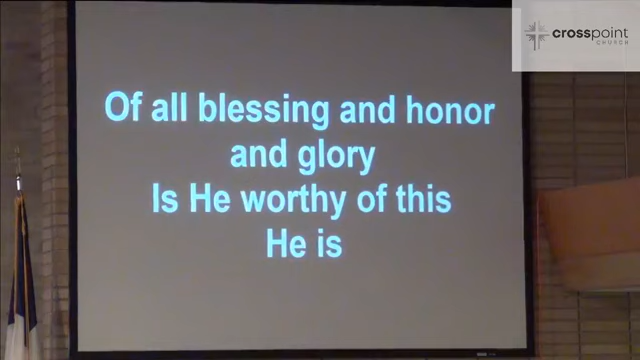 crosspoint
CHURCH
Of all blessing and honor
and glory
Is He worthy of this
He is